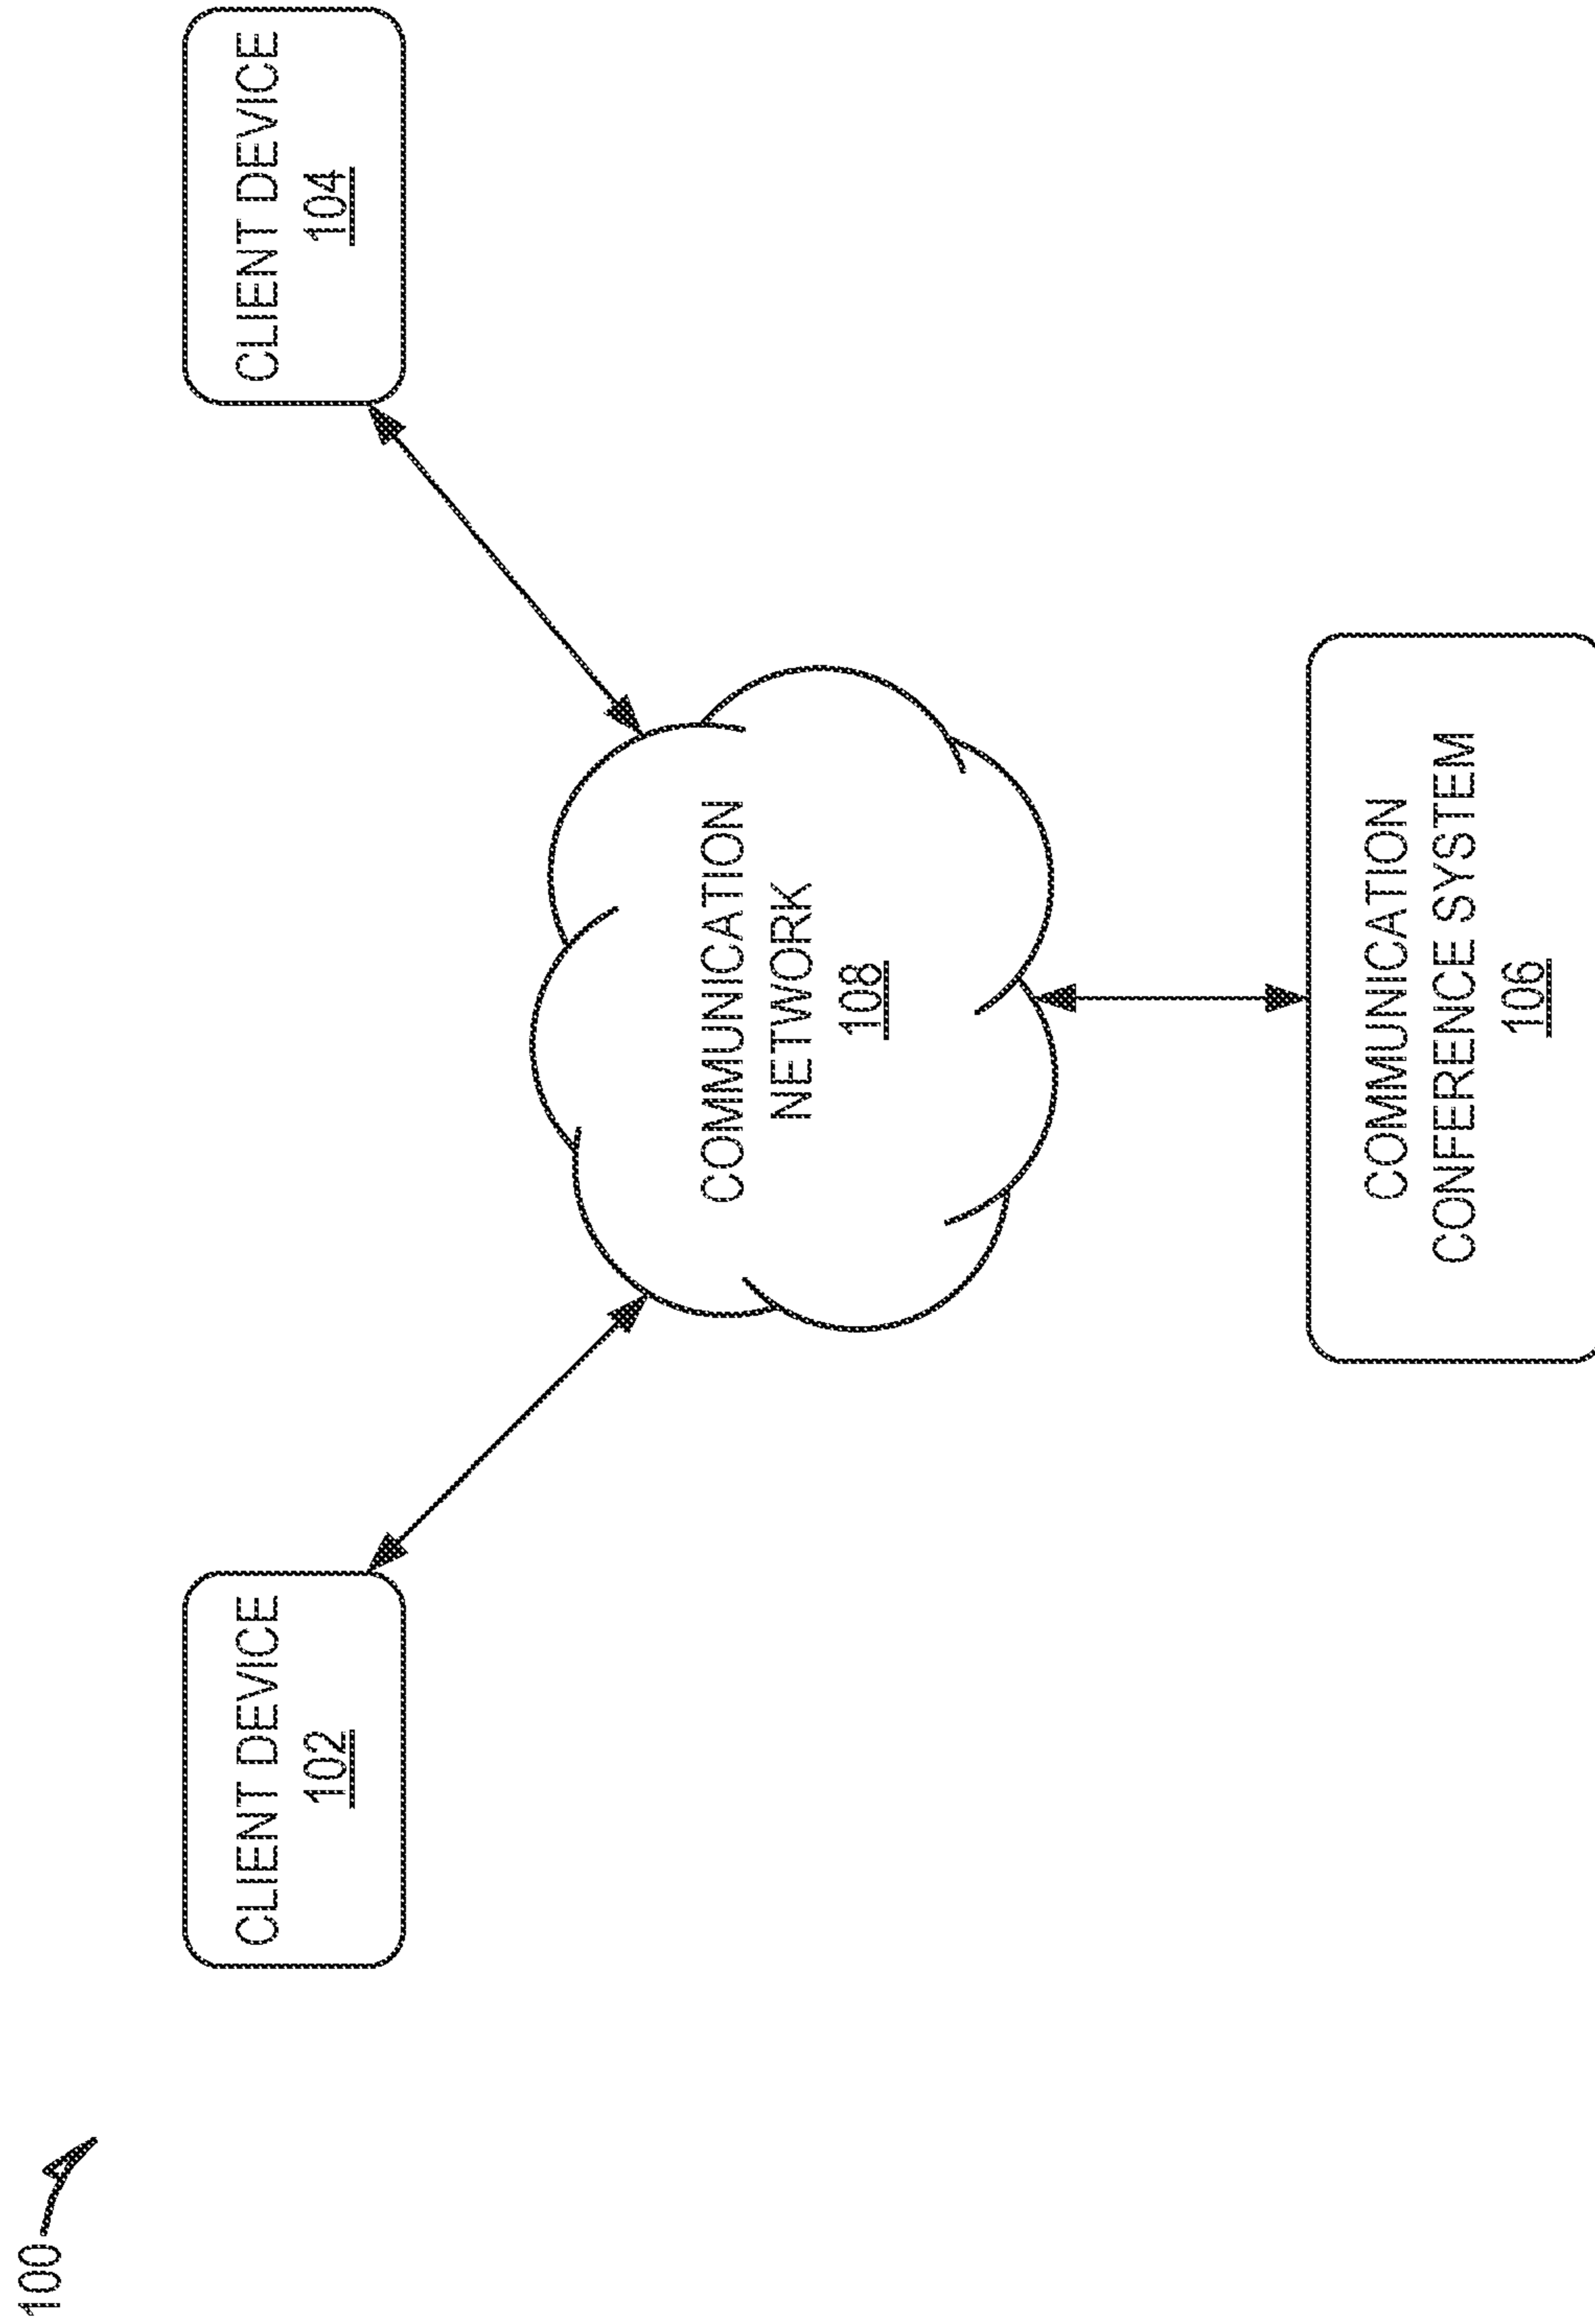 100
CLIENT DEVICE
102
CLIENT DEVICE
104
COMMUNICATION
NETWORK
108
COMMUNICATION
CONFERENCE SYSTEM
106